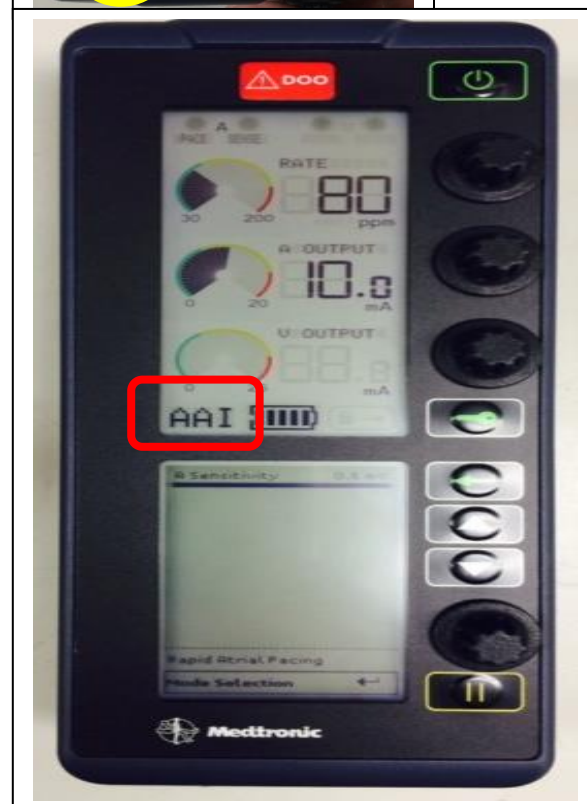 DOO
A
PACE SENSE
RATE
80
30 200
ppm
A OUTPUT
10.0
0 20
mA
V OUTPUT
0
mA
AAI
A Sensitivity
Rapid Atrial Pacing
Mode Selection
Medtronic